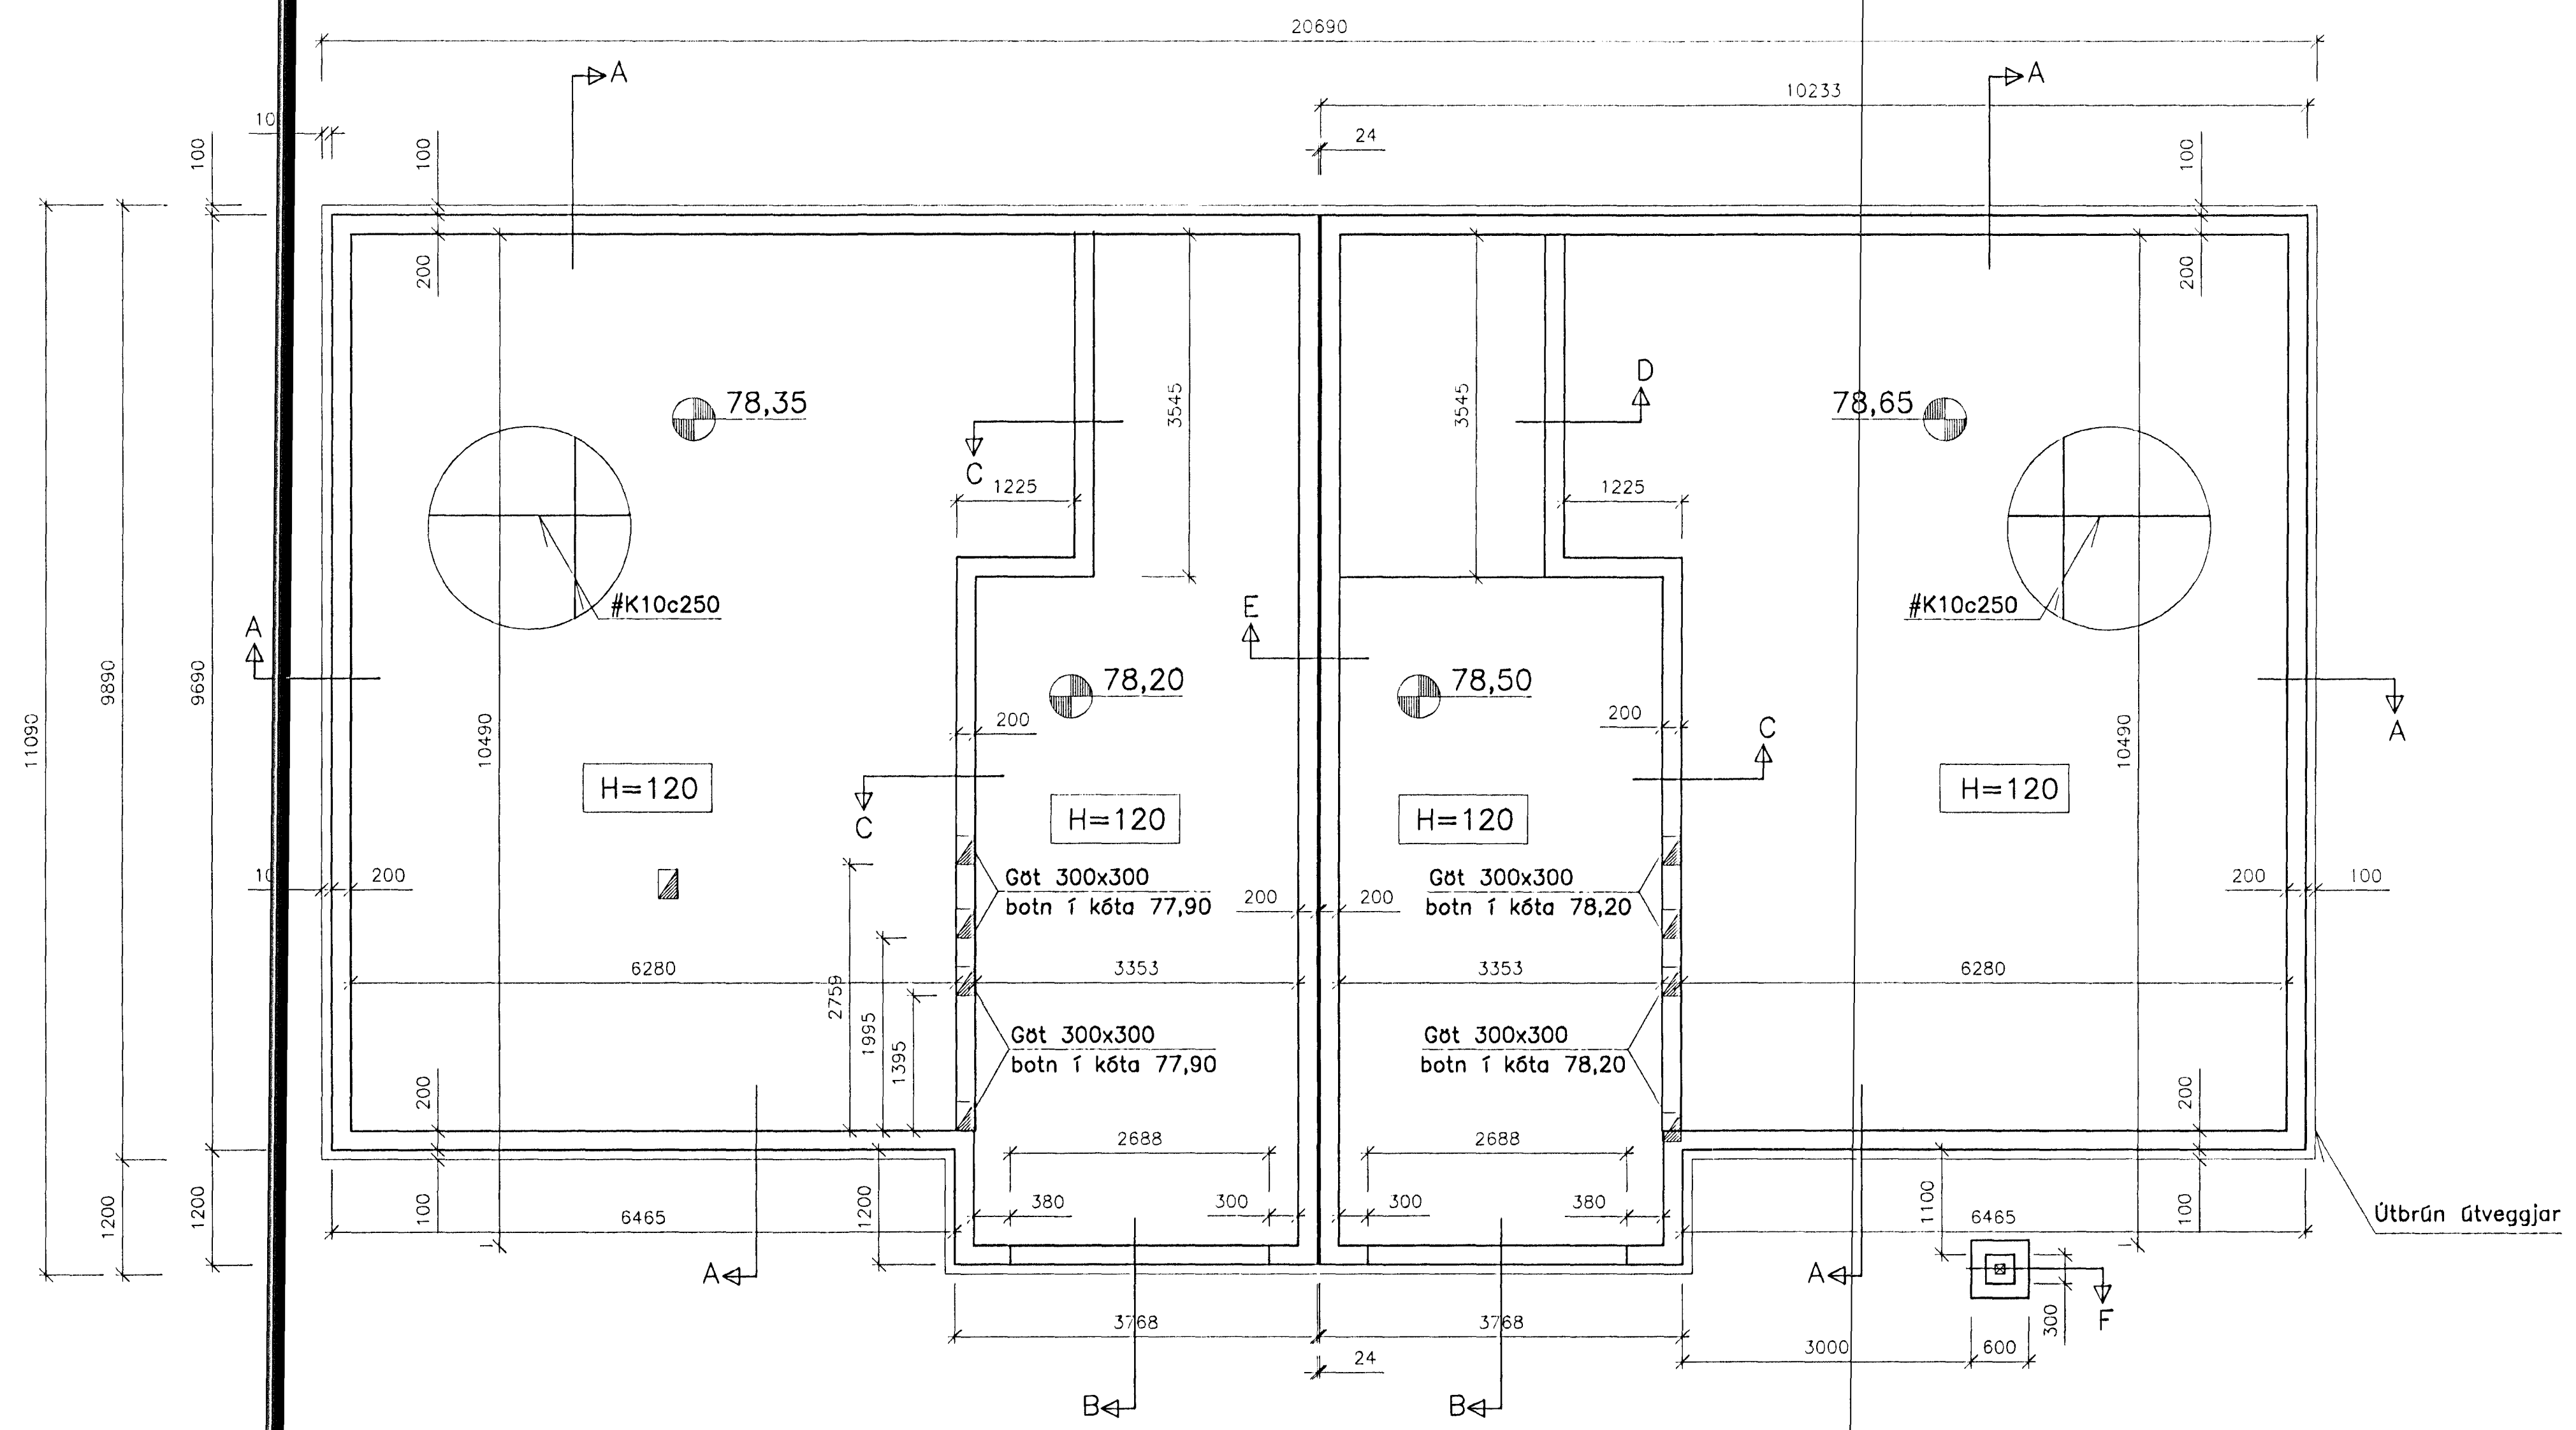 20690
A
A
10233
24
100
100
100
200
200
78,35
78,65
3545
3545
D
C
1225
1225
#K10c250
#K10c250
A
E
78,20
78,50
11090
9890
9690
10490
200
200
C
10490
A
H=120
H=120
C
H=120
H=120
200
Göt 300x300
botn í kóta 77,90
200
200
Göt 300x300
botn í kóta 78,20
200
100
6280
3353
3353
6280
2759
1995
1395
Göt 300x300
botn í kóta 77,90
Göt 300x300
botn í kóta 78,20
200
200
2688
2688
1200
1200
100
6465
1200
380
300
300
380
1100
6465
100
Útbrún útveggjar
A
A
3768
3768
300
F
24
3000
600
B
B